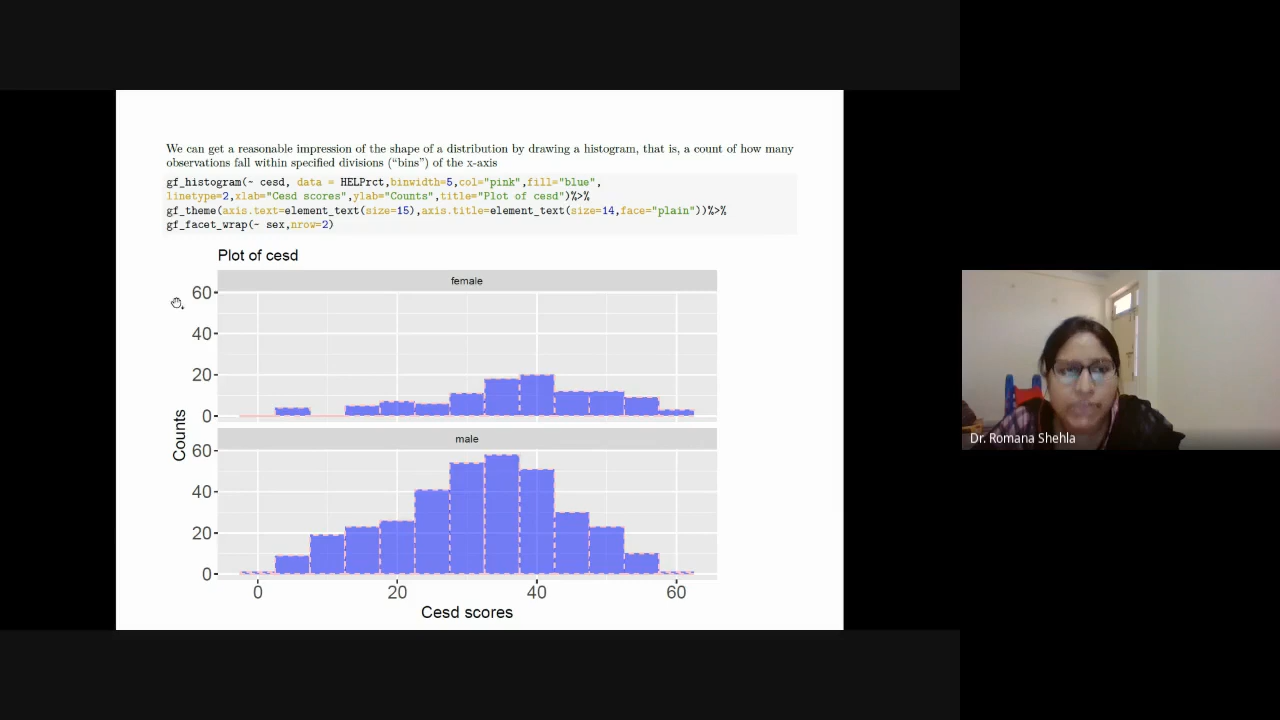 We can get a reasonable impression of the shape of a distribution by drawing a histogram, that is, a count of how many
observations fall within specified divisions (“bins”) of the x-axis
gf_histogram(~ cesd, data = HELPrct,binwidth=5,col="pink",fill="blue",
linetype=2,xlab="Cesd scores",ylab="Counts",title="Plot of cesd")%>%
gf_theme(axis.text=element_text(size=15),axis.title=element_text(size=14,face="plain"))%>%
gf_facet_wrap(~ sex,nrow=2)
Plot of cesd
female
60
40
20
0
Counts
male
60
40
20
0
0 20 40 60
Cesd scores
Dr. Romana Shehla